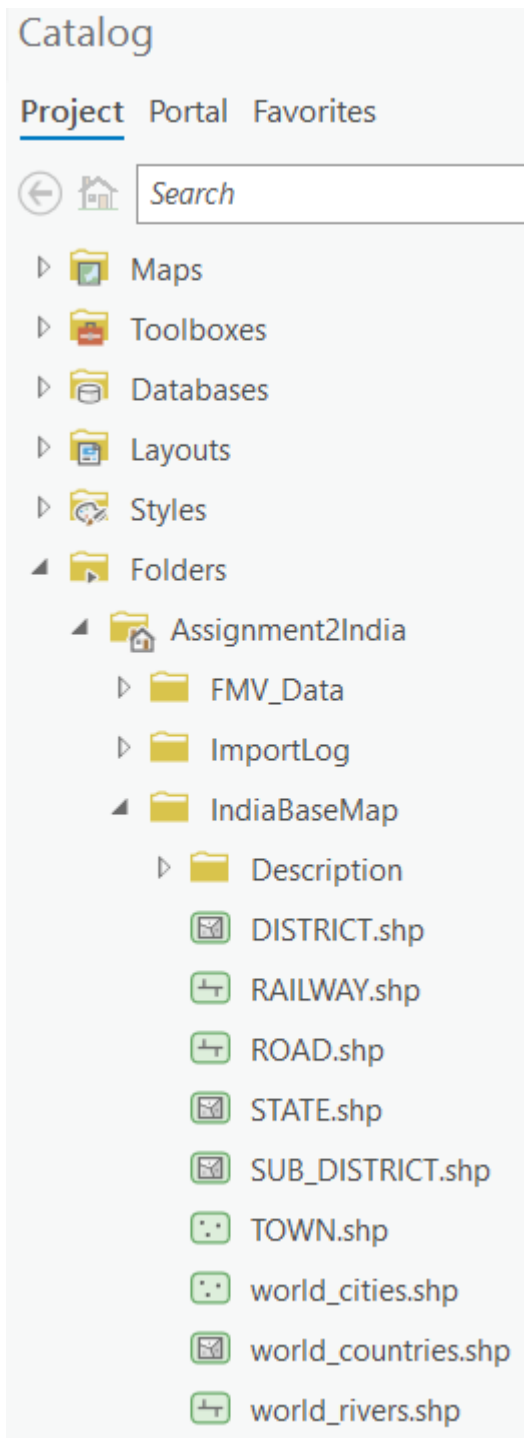 Catalog
Project Portal Favorites
Search
Maps
Toolboxes
Databases
Layouts
Styles
Folders
Assignment2India
FMV_Data
ImportLog
IndiaBaseMap
Description
DISTRICT.shp
RAILWAY.shp
ROAD.shp
STATE.shp
SUB_DISTRICT.shp
TOWN.shp
world_cities.shp
world_countries.shp
world_rivers.shp